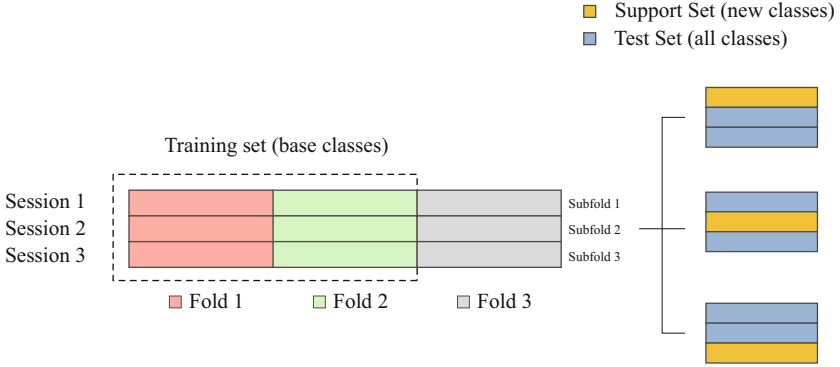 Support Set (new classes)
Test Set (all classes)
Training set (base classes)
Session 1
Session 2
Session 3
Subfold 1
Subfold 2
Subfold 3
Fold 1
Fold 2
Fold 3